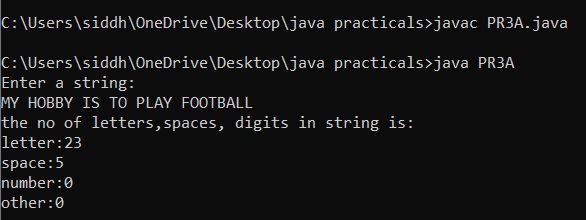 C:\Users\siddh\OneDrive\Desktop\java practicals>javac PR3A.java
C:\Users\siddh\OneDrive\Desktop\java practicals>java PR3A
Enter a string:
MY HOBBY IS TO PLAY FOOTBALL
the no of letters,spaces, digits in string is:
letter:23
space:5
number:0
other:0